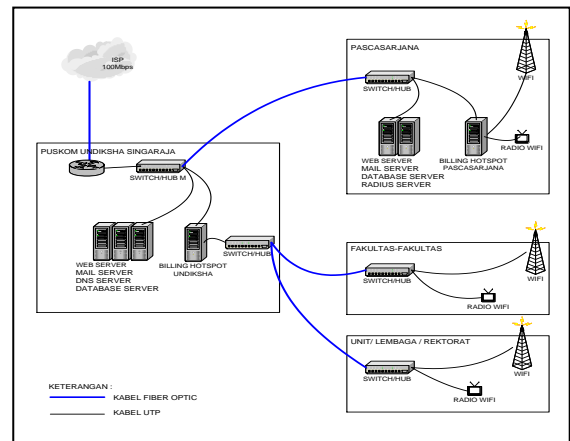 ISP
100Mbps
PUSKOM UNDIKSHA SINGARAJA
SWITCH/HUB M
WEB SERVER
MAIL SERVER
DNS SERVER
DATABASE SERVER
BILLING HOTSPOT
UNDIKSHA
SWITCH/HUB
PASCASARJANA
SWITCH/HUB
WIFI
RADIO WIFI
WEB SERVER
MAIL SERVER
DATABASE SERVER
RADIUS SERVER
BILLING HOTSPOT
PASCASARJANA
FAKULTAS-FAKULTAS
SWITCH/HUB
WIFI
RADIO WIFI
UNIT/ LEMBAGA / REKTORAT
SWITCH/HUB
WIFI
RADIO WIFI
KETERANGAN :
KABEL FIBER OPTIC
KABEL UTP